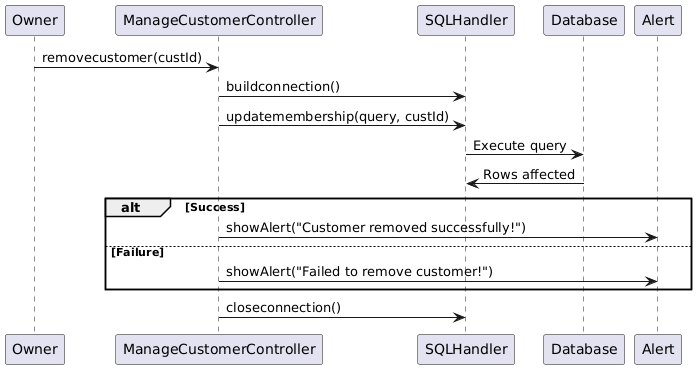 Owner ManageCustomerController SQLHandler Database Alert
removecustomer(custId)
buildconnection()
updatemembership(query, custId)
Execute query
Rows affected
alt [Success]
showAlert("Customer removed successfully!")
[Failure]
showAlert("Failed to remove customer!")
closeconnection()
Owner ManageCustomerController SQLHandler Database Alert